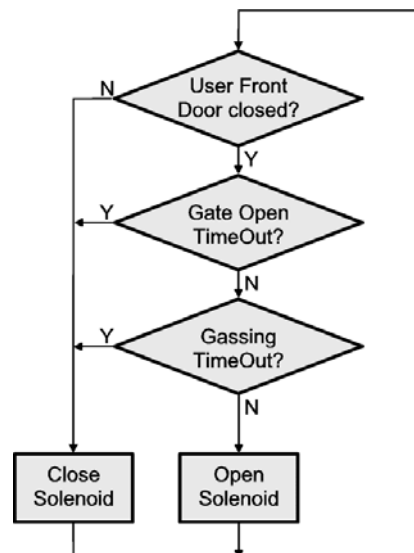 User Front
Door closed?
N
Y
Gate Open
TimeOut?
Y
N
Gassing
TimeOut?
Y
N
Close
Solenoid
Open
Solenoid